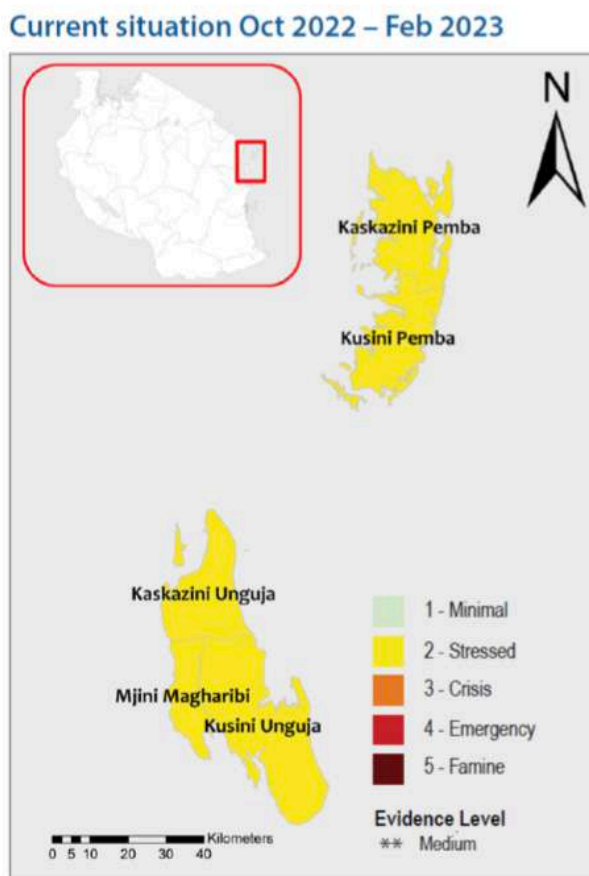 Current situation Oct 2022 – Feb 2023
N
Kaskazini Pemba
Kusini Pemba
Kaskazini Unguja
Mjini Magharibi
Kusini Unguja
1 - Minimal
2 - Stressed
3 - Crisis
4 - Emergency
5 - Famine
Evidence Level
** Medium
Kilometers
0 5 10 20 30 40